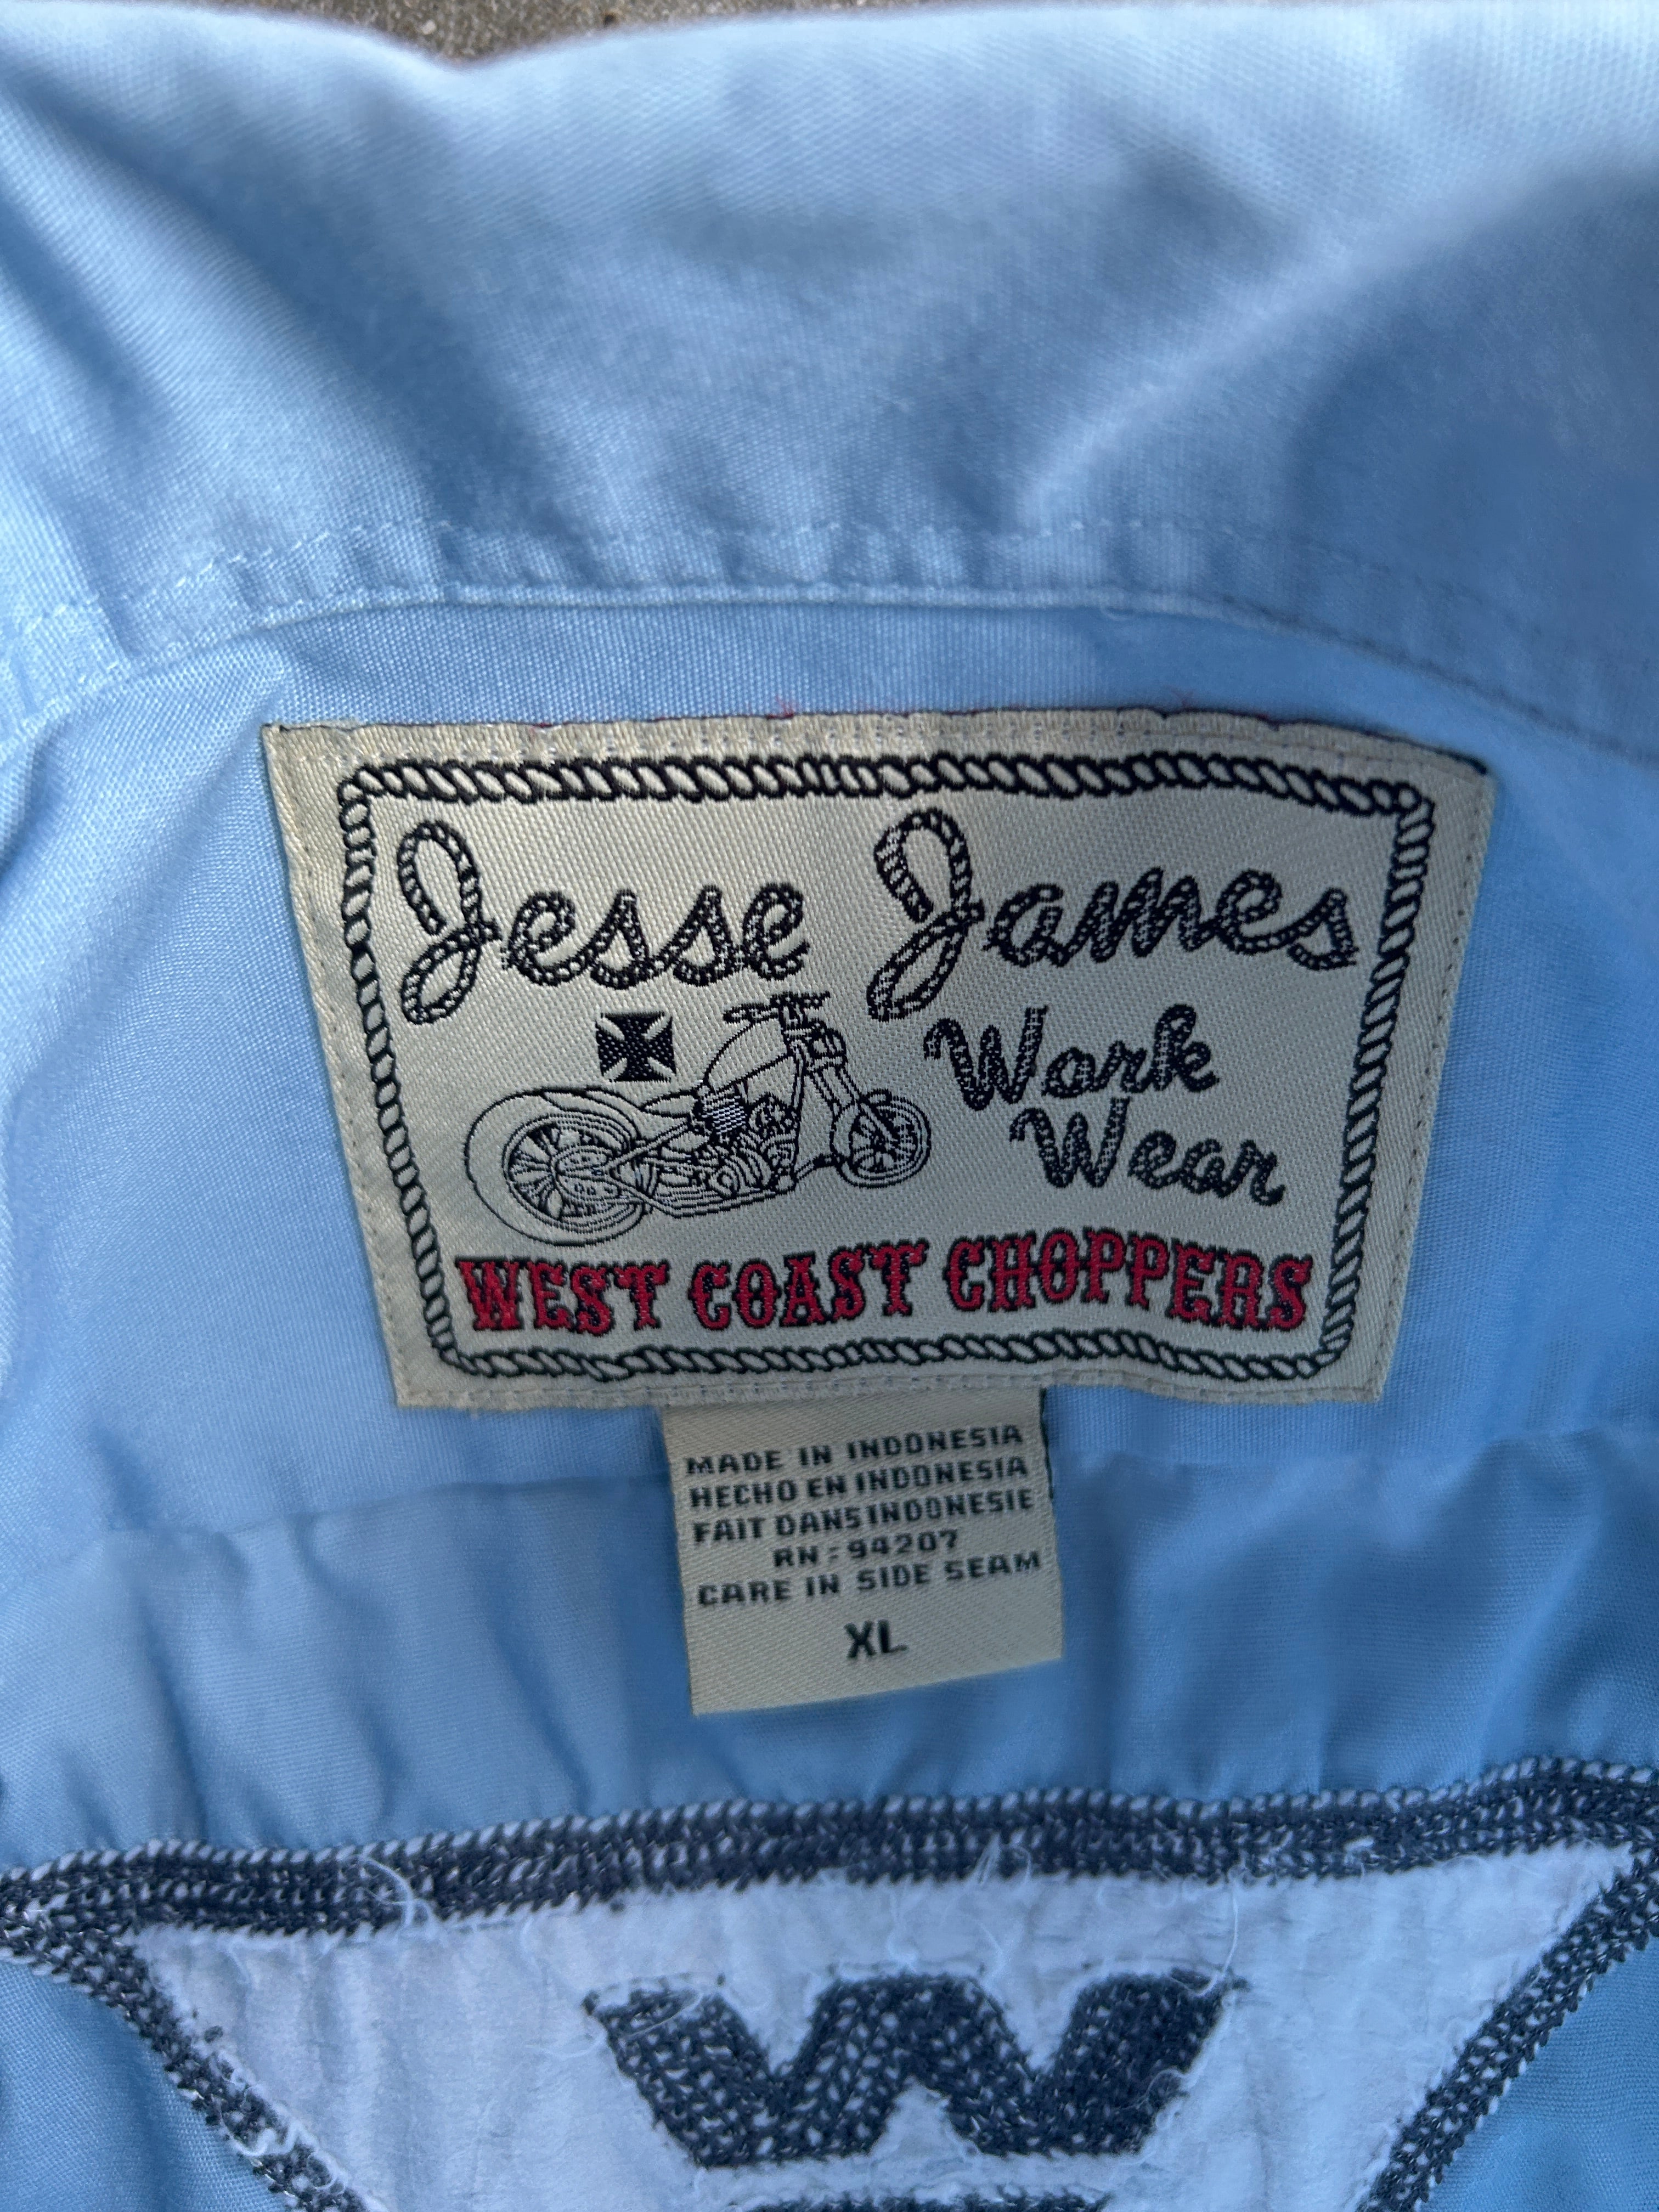 Jesse James
Work
Wear
WEST COAST CHOPPERS
MADE IN INDONESIA
HECHO EN INDONESIA
FAIT DANS INDONESIE
RN : 94207
CARE IN SIDE SEAM
XL
W